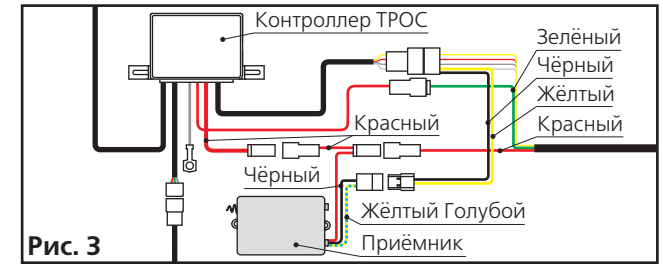 Контроллер ТРОС
Зелёный
Чёрный
Жёлтый
Красный
Красный
Чёрный
Жёлтый Голубой
Приёмник
Рис. 3